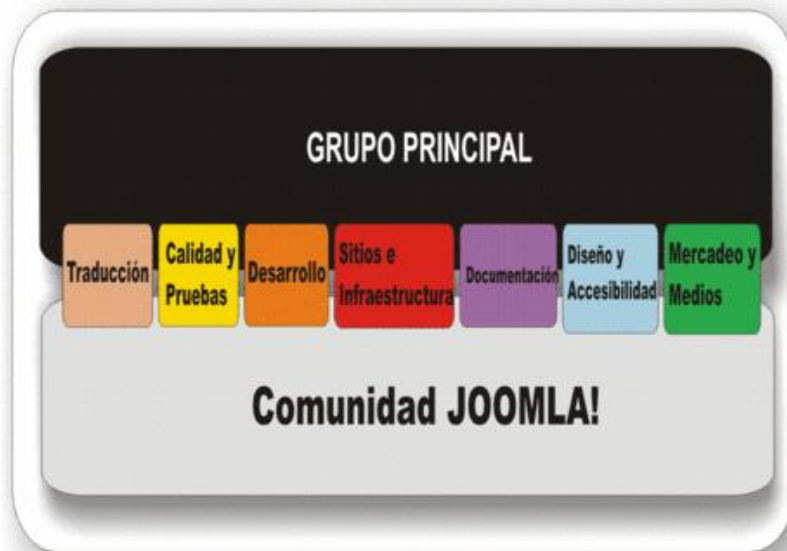 GRUPO PRINCIPAL
Traducción
Calidad y
Pruebas
Desarrollo
Sitios e
Infraestructura
Documentación
Diseño y
Accesibilidad
Mercadeo y
Medios
Comunidad JOOMLA!